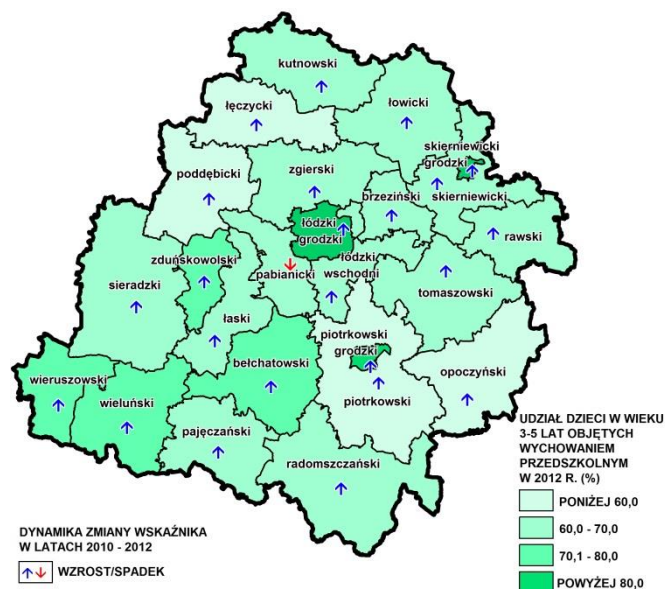 kutnowski
łęczycki
łowicki
skierniewicki
grodzki
skierniewicki
poddębicki
zgierski
brzeziński
łódzki
grodzki
rawski
zduńskowolski
pabianicki
łódzki
wschodni
sieradzki
tomaszowski
łaski
piotrkowski
grodzki
bełchatowski
opoczyński
wieruszowski
wieluński
piotrkowski
pajęczański
radomszczański
UDZIAŁ DZIECI W WIEKU
3-5 LAT OBJĘTYCH
WYCHOWANIEM
PRZEDSZKOLNYM
W 2012 R. (%)
PONIŻEJ 60,0
60,0 - 70,0
70,1 - 80,0
POWYŻEJ 80,0
DYNAMIKA ZMIANY WSKAŹNIKA
W LATACH 2010 - 2012
WZROST/SPADEK